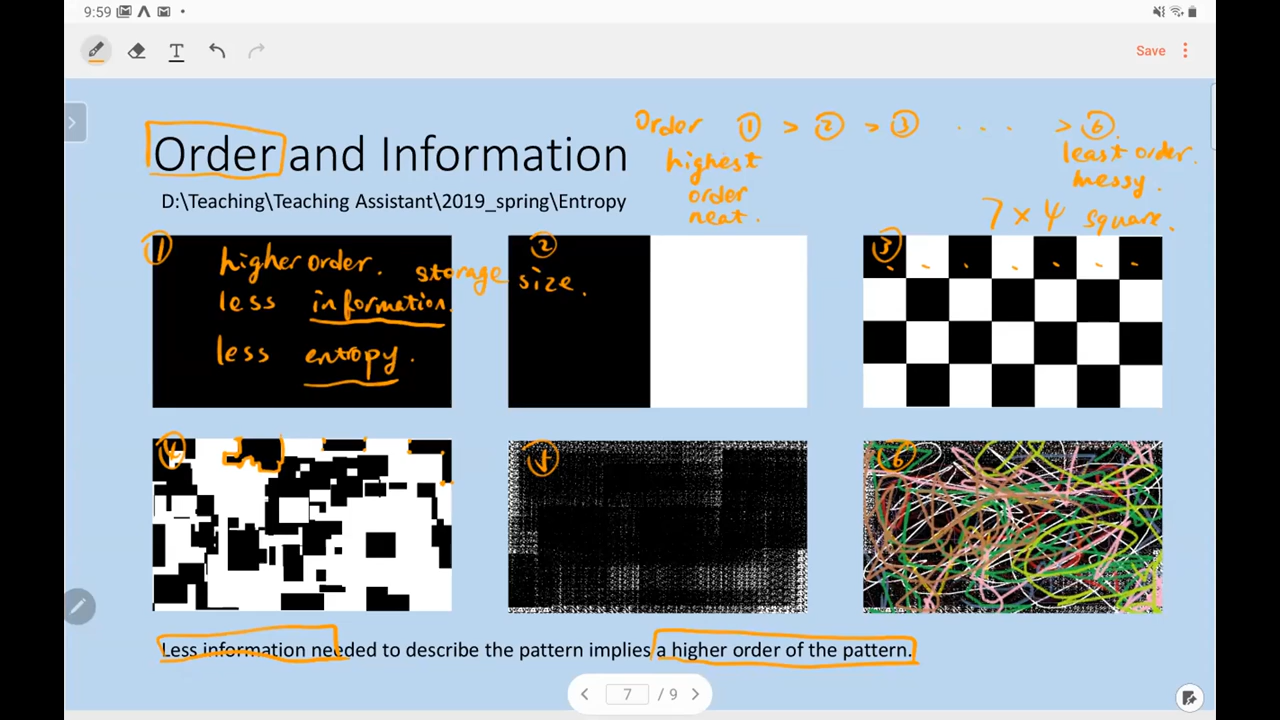 9:59
Save
Order ① > ② > ③ . . . > ⑥.
Order and Information
highest
order
neat.
least order.
messy.
D:\Teaching\Teaching Assistant\2019_spring\Entropy
7 × 4 square.
①
higher order.
less information.
less entropy.
storage size.
②
③
④
⑤
⑥
Less information needed to describe the pattern implies a higher order of the pattern.
7 / 9